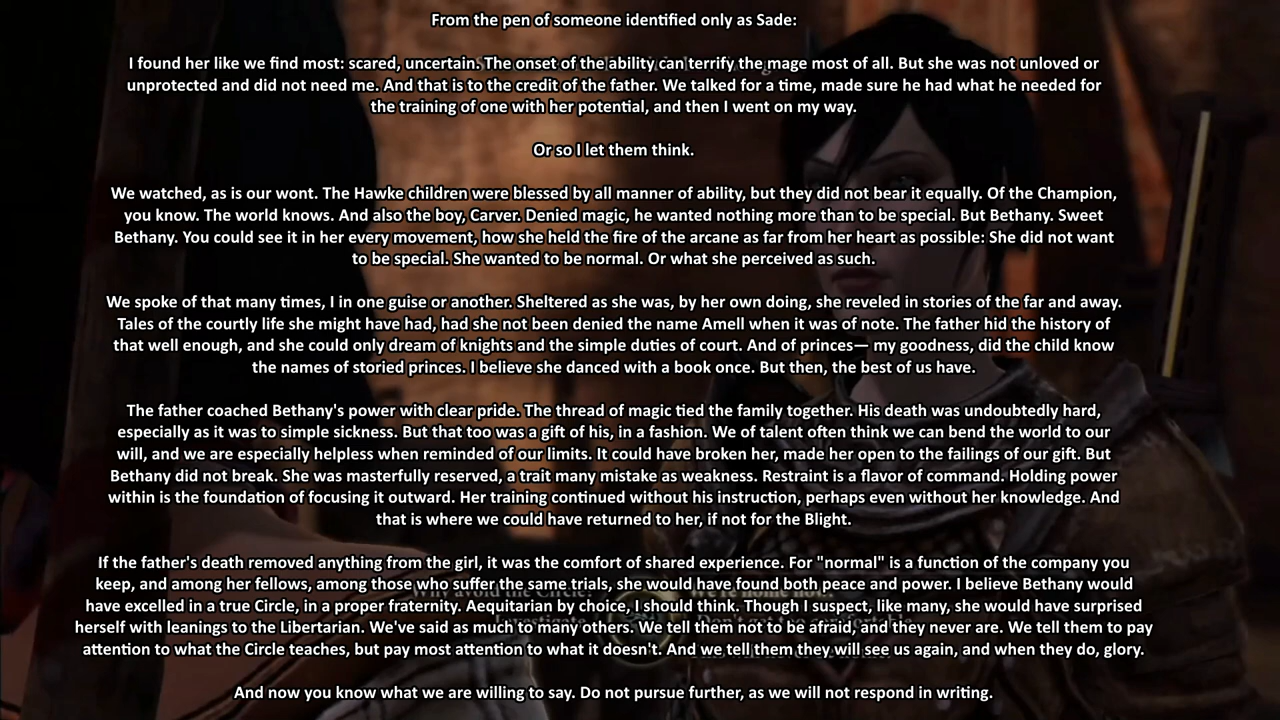 From the pen of someone identified only as Sade:
I found her like we find most: scared, uncertain. The onset of the ability can terrify the mage most of all. But she was not unloved or
unprotected and did not need me. And that is to the credit of the father. We talked for a time, made sure he had what he needed for
the training of one with her potential, and then I went on my way.
Or so I let them think.
We watched, as is our wont. The Hawke children were blessed by all manner of ability, but they did not bear it equally. Of the Champion,
you know. The world knows. And also the boy, Carver. Denied magic, he wanted nothing more than to be special. But Bethany. Sweet
Bethany. You could see it in her every movement, how she held the fire of the arcane as far from her heart as possible: She did not want
to be special. She wanted to be normal. Or what she perceived as such.
We spoke of that many times, I in one guise or another. Sheltered as she was, by her own doing, she reveled in stories of the far and away.
Tales of the courtly life she might have had, had she not been denied the name Amell when it was of note. The father hid the history of
that well enough, and she could only dream of knights and the simple duties of court. And of princes— my goodness, did the child know
the names of storied princes. I believe she danced with a book once. But then, the best of us have.
The father coached Bethany's power with clear pride. The thread of magic tied the family together. His death was undoubtedly hard,
especially as it was to simple sickness. But that too was a gift of his, in a fashion. We of talent often think we can bend the world to our
will, and we are especially helpless when reminded of our limits. It could have broken her, made her open to the failings of our gift. But
Bethany did not break. She was masterfully reserved, a trait many mistake as weakness. Restraint is a flavor of command. Holding power
within is the foundation of focusing it outward. Her training continued without his instruction, perhaps even without her knowledge. And
that is where we could have returned to her, if not for the Blight.
If the father's death removed anything from the girl, it was the comfort of shared experience. For "normal" is a function of the company you
keep, and among her fellows, among those who suffer the same trials, she would have found both peace and power. I believe Bethany would
have excelled in a true Circle, in a proper fraternity. Aequitarian by choice, I should think. Though I suspect, like many, she would have surprised
herself with leanings to the Libertarian. We've said as much to many others. We tell them not to be afraid, and they never are. We tell them to pay
attention to what the Circle teaches, but pay most attention to what it doesn't. And we tell them they will see us again, and when they do, glory.
And now you know what we are willing to say. Do not pursue further, as we will not respond in writing.
Why avoid the Circle?
Investigate